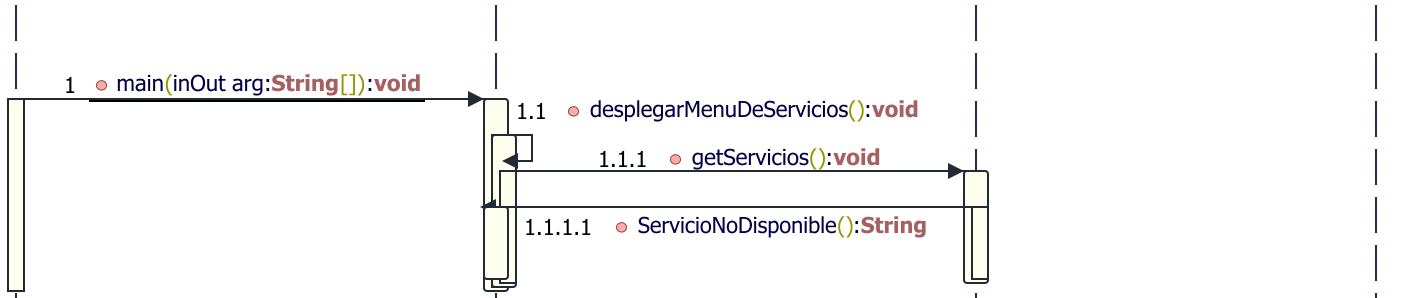 1 main(inOut arg:String[]):void
1.1 desplegarMenuDeServicios():void
1.1.1 getServicios():void
1.1.1.1 ServicioNoDisponible():String